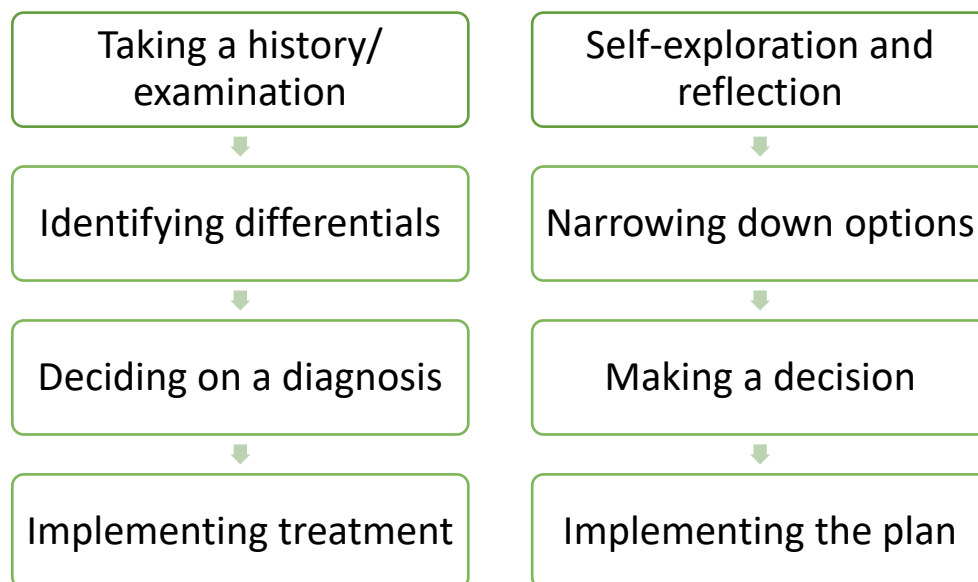 Taking a history/
examination
Identifying differentials
Deciding on a diagnosis
Implementing treatment
Self-exploration and
reflection
Narrowing down options
Making a decision
Implementing the plan